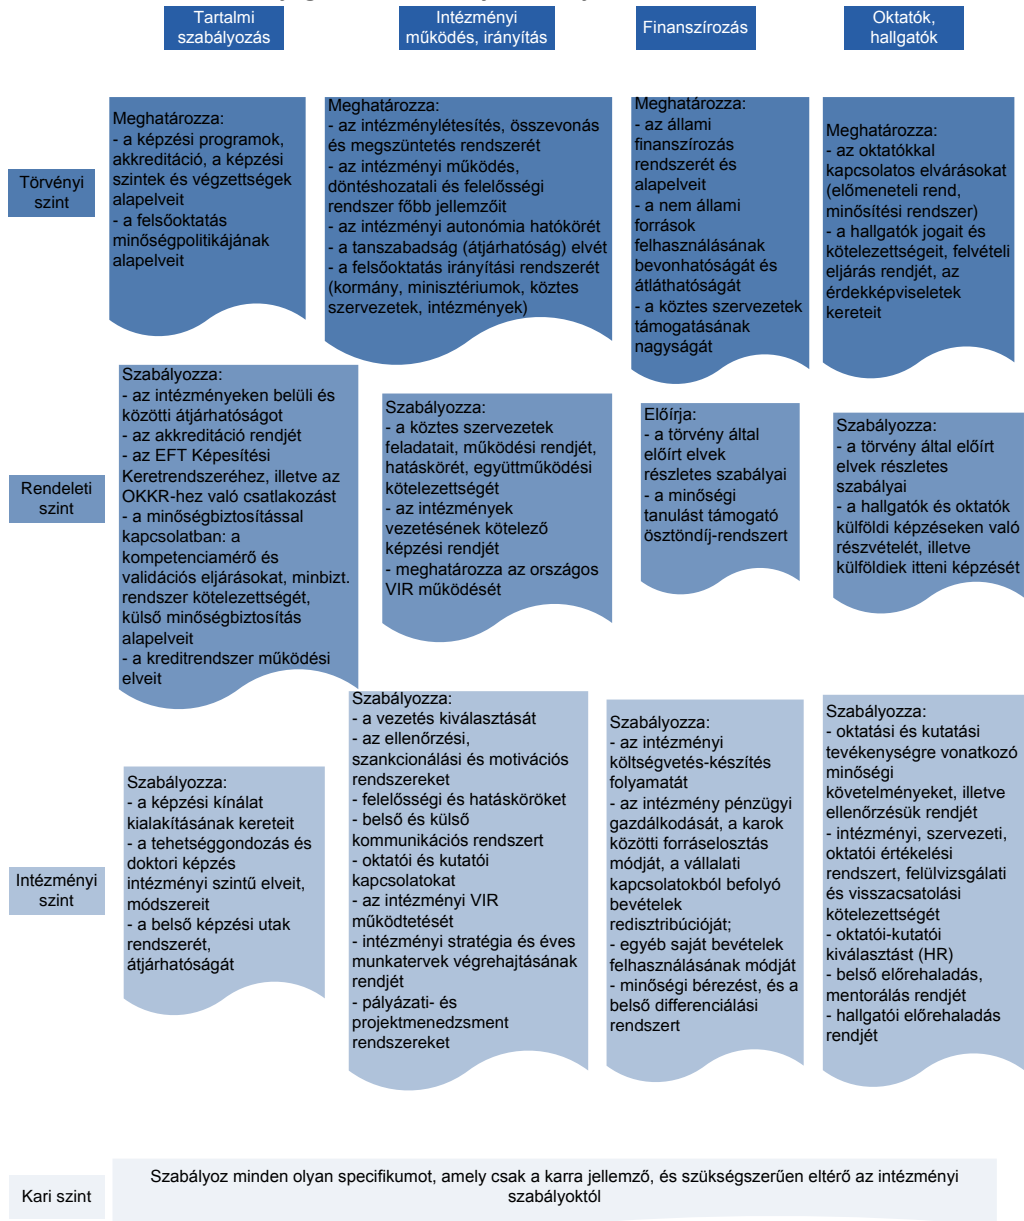 Tartalmi
szabályozás
Intézményi
működés, irányítás
Finanszírozás
Oktatók,
hallgatók
Törvényi
szint
Meghatározza:
- a képzési programok,
akkreditáció, a képzési
szintek és végzettségek
alapelveit
- a felsőoktatás
minőségpolitikájának
alapelveit
Meghatározza:
- az intézménylétesítés, összevonás
és megszüntetés rendszerét
- az intézményi működés,
döntéshozatali és felelősségi
rendszer főbb jellemzőit
- az intézményi autonómia hatókörét
- a tanszabadság (átjárhatóság) elvét
- a felsőoktatás irányítási rendszerét
(kormány, minisztériumok, köztes
szervezetek, intézmények)
Meghatározza:
- az állami
finanszírozás
rendszerét és
alapelveit
- a nem állami
források
felhasználásának
bevonhatóságát és
átláthatóságát
- a köztes szervezetek
támogatásának
nagyságát
Meghatározza:
- az oktatókkal
kapcsolatos elvárásokat
(előmeneteli rend,
minősítési rendszer)
- a hallgatók jogait és
kötelezettségeit, felvételi
eljárás rendjét, az
érdekképviseletek
kereteit
Rendeleti
szint
Szabályozza:
- az intézményeken belüli és
közötti átjárhatóságot
- az akkreditáció rendjét
- az EFT Képesítési
Keretrendszeréhez, illetve az
OKKR-hez való csatlakozást
- a minőségbiztosítással
kapcsolatban: a
kompetenciamérő és
validációs eljárásokat, minbizt.
rendszer kötelezettségét,
külső minőségbiztosítás
alapelveit
- a kreditrendszer működési
elveit
Szabályozza:
- a köztes szervezetek
feladatait, működési rendjét,
hatáskörét, együttműködési
kötelezettségét
- az intézmények
vezetésének kötelező
képzési rendjét
- meghatározza az országos
VIR működését
Előírja:
- a törvény által
előírt elvek
részletes szabályai
- a minőségi
tanulást támogató
ösztöndíj-rendszert
Szabályozza:
- a törvény által előírt
elvek részletes
szabályai
- a hallgatók és oktatók
külföldi képzéseken való
részvételét, illetve
külföldiek itteni képzését
Intézményi
szint
Szabályozza:
- a képzési kínálat
kialakításának kereteit
- a tehetséggondozás és
doktori képzés
intézményi szintű elveit,
módszereit
- a belső képzési utak
rendszerét,
átjárhatóságát
Szabályozza:
- a vezetés kiválasztását
- az ellenőrzési,
szankcionálási és motivációs
rendszereket
- felelősségi és hatásköröket
- belső és külső
kommunikációs rendszert
- oktatói és kutatói
kapcsolatokat
- az intézményi VIR
működtetését
- intézményi stratégia és éves
munkatervek végrehajtásának
rendjét
- pályázati- és
projektmenedzsment
rendszereket
Szabályozza:
- az intézményi
költségvetés-készítés
folyamatát
- az intézmény pénzügyi
gazdálkodását, a karok
közötti forráselosztás
módját, a vállalati
kapcsolatokból befolyó
bevételek
redisztribúcióját;
- egyéb saját bevételek
felhasználásának módját
- minőségi bérezést, és a
belső differenciálási
rendszert
Szabályozza:
- oktatási és kutatási
tevékenységre vonatkozó
minőségi
követelményeket, illetve
ellenőrzésük rendjét
- intézményi, szervezeti,
oktatói értékelési
rendszert, felülvizsgálati
és visszacsatolási
kötelezettségét
- oktatói-kutatói
kiválasztást (HR)
- belső előrehaladás,
mentorálás rendjét
- hallgatói előrehaladás
rendjét
Kari szint
Szabályoz minden olyan specifikumot, amely csak a karra jellemző, és szükségszerűen eltérő az intézményi
szabályoktól